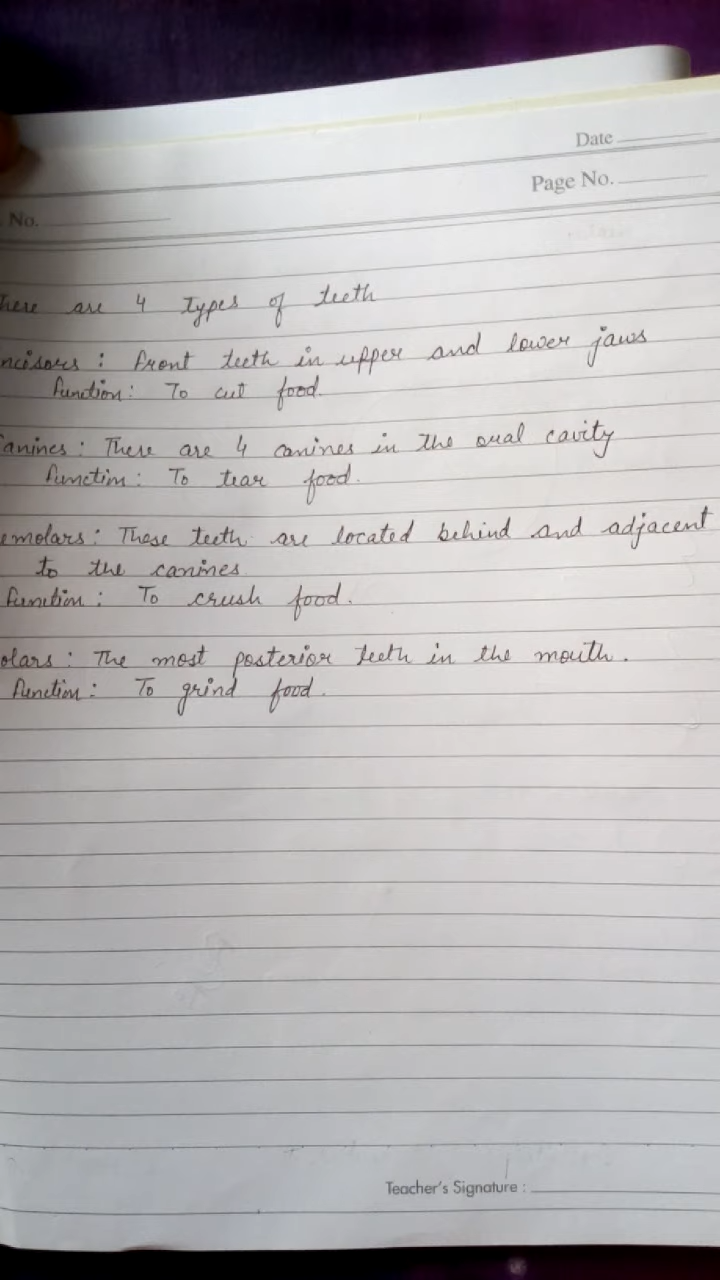 Date
Page No.
No.
here are 4 types of teeth
ncisors : Front teeth in upper and lower jaws
Function : To cut food.
anines : There are 4 canines in the oral cavity
Function : To tear food.
emolars : These teeth are located behind and adjacent
to the canines
Function : To crush food.
olars : The most posterior teeth in the mouth.
Function : To grind food.
Teacher's Signature :